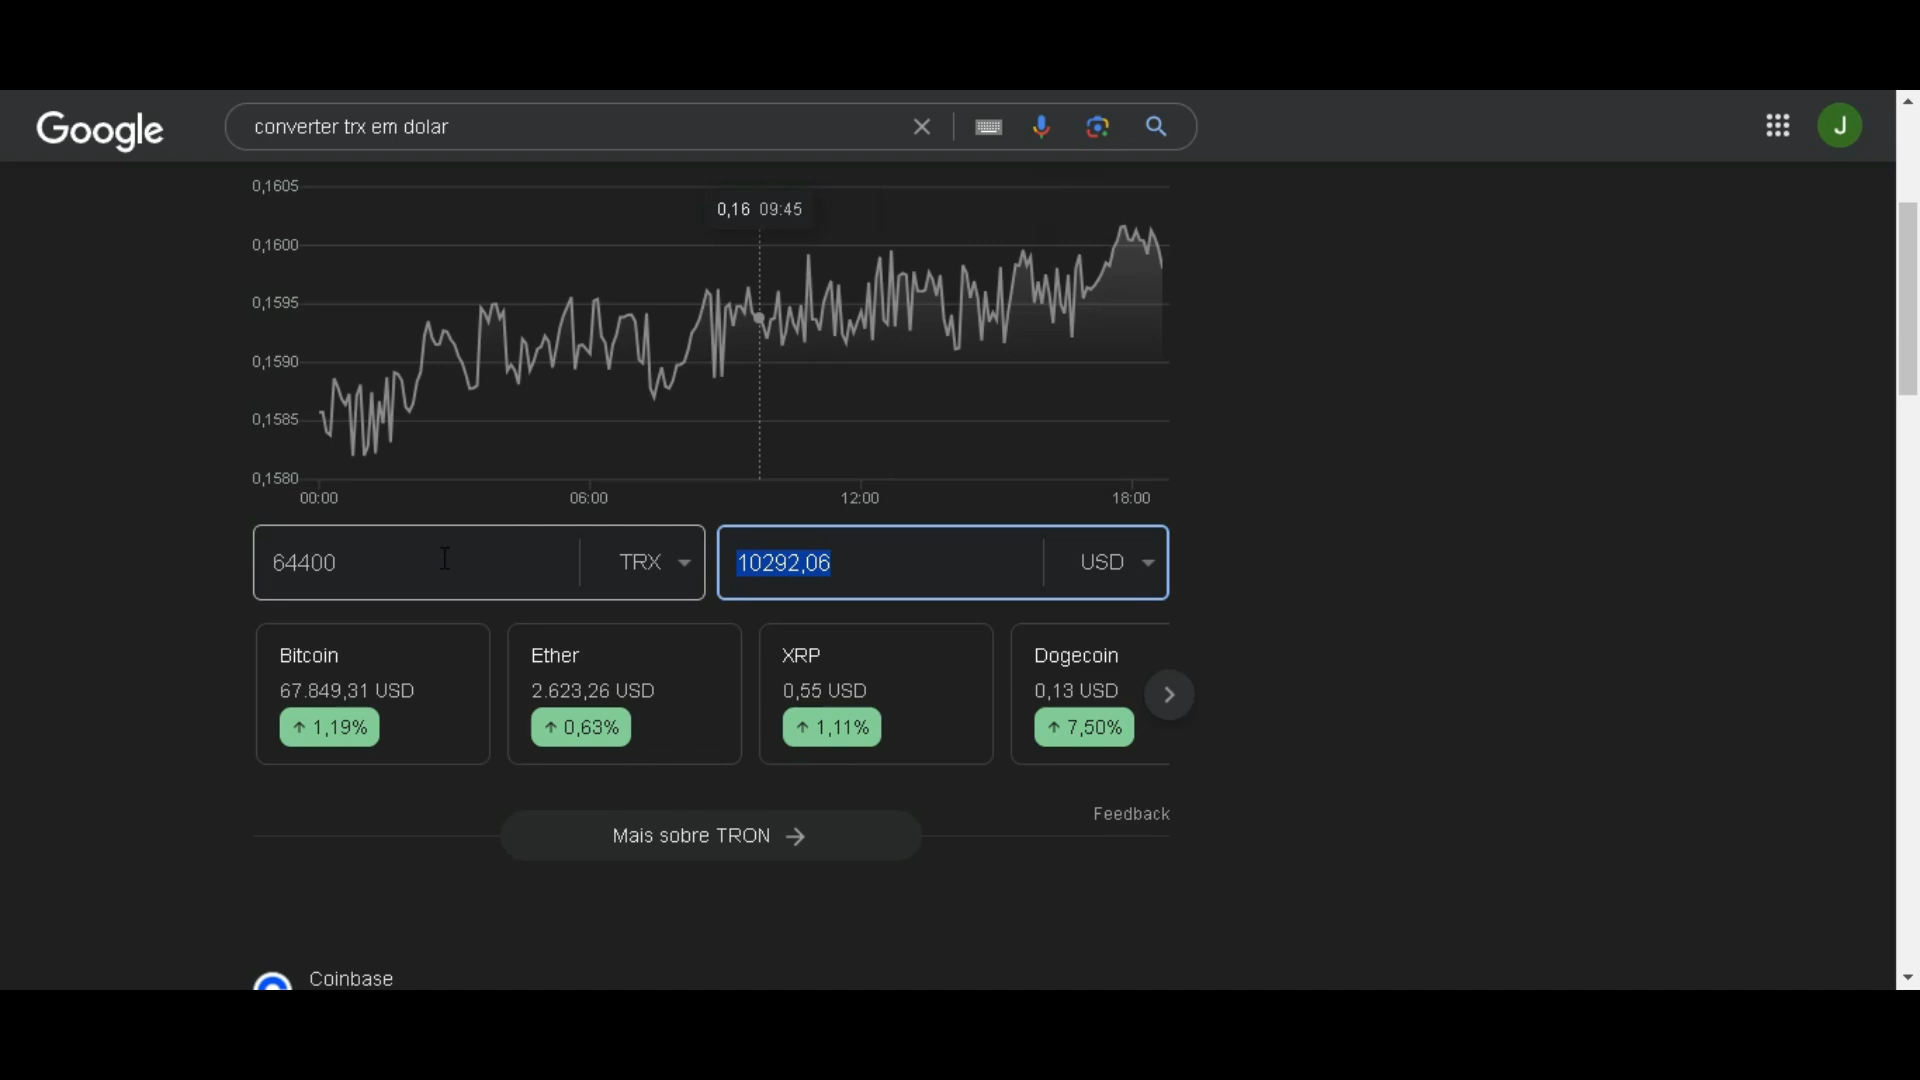 Google
converter trx em dolar
J
0,1605
0,16 09:45
0,1600
0,1595
0,1590
0,1585
0,1580
00:00 06:00 12:00 18:00
64400 TRX
10292,06 USD
Bitcoin
67.849,31 USD
↑ 1,19%
Ether
2.623,26 USD
↑ 0,63%
XRP
0,55 USD
↑ 1,11%
Dogecoin
0,13 USD
↑ 7,50%
Feedback
Mais sobre TRON →
Coinbase